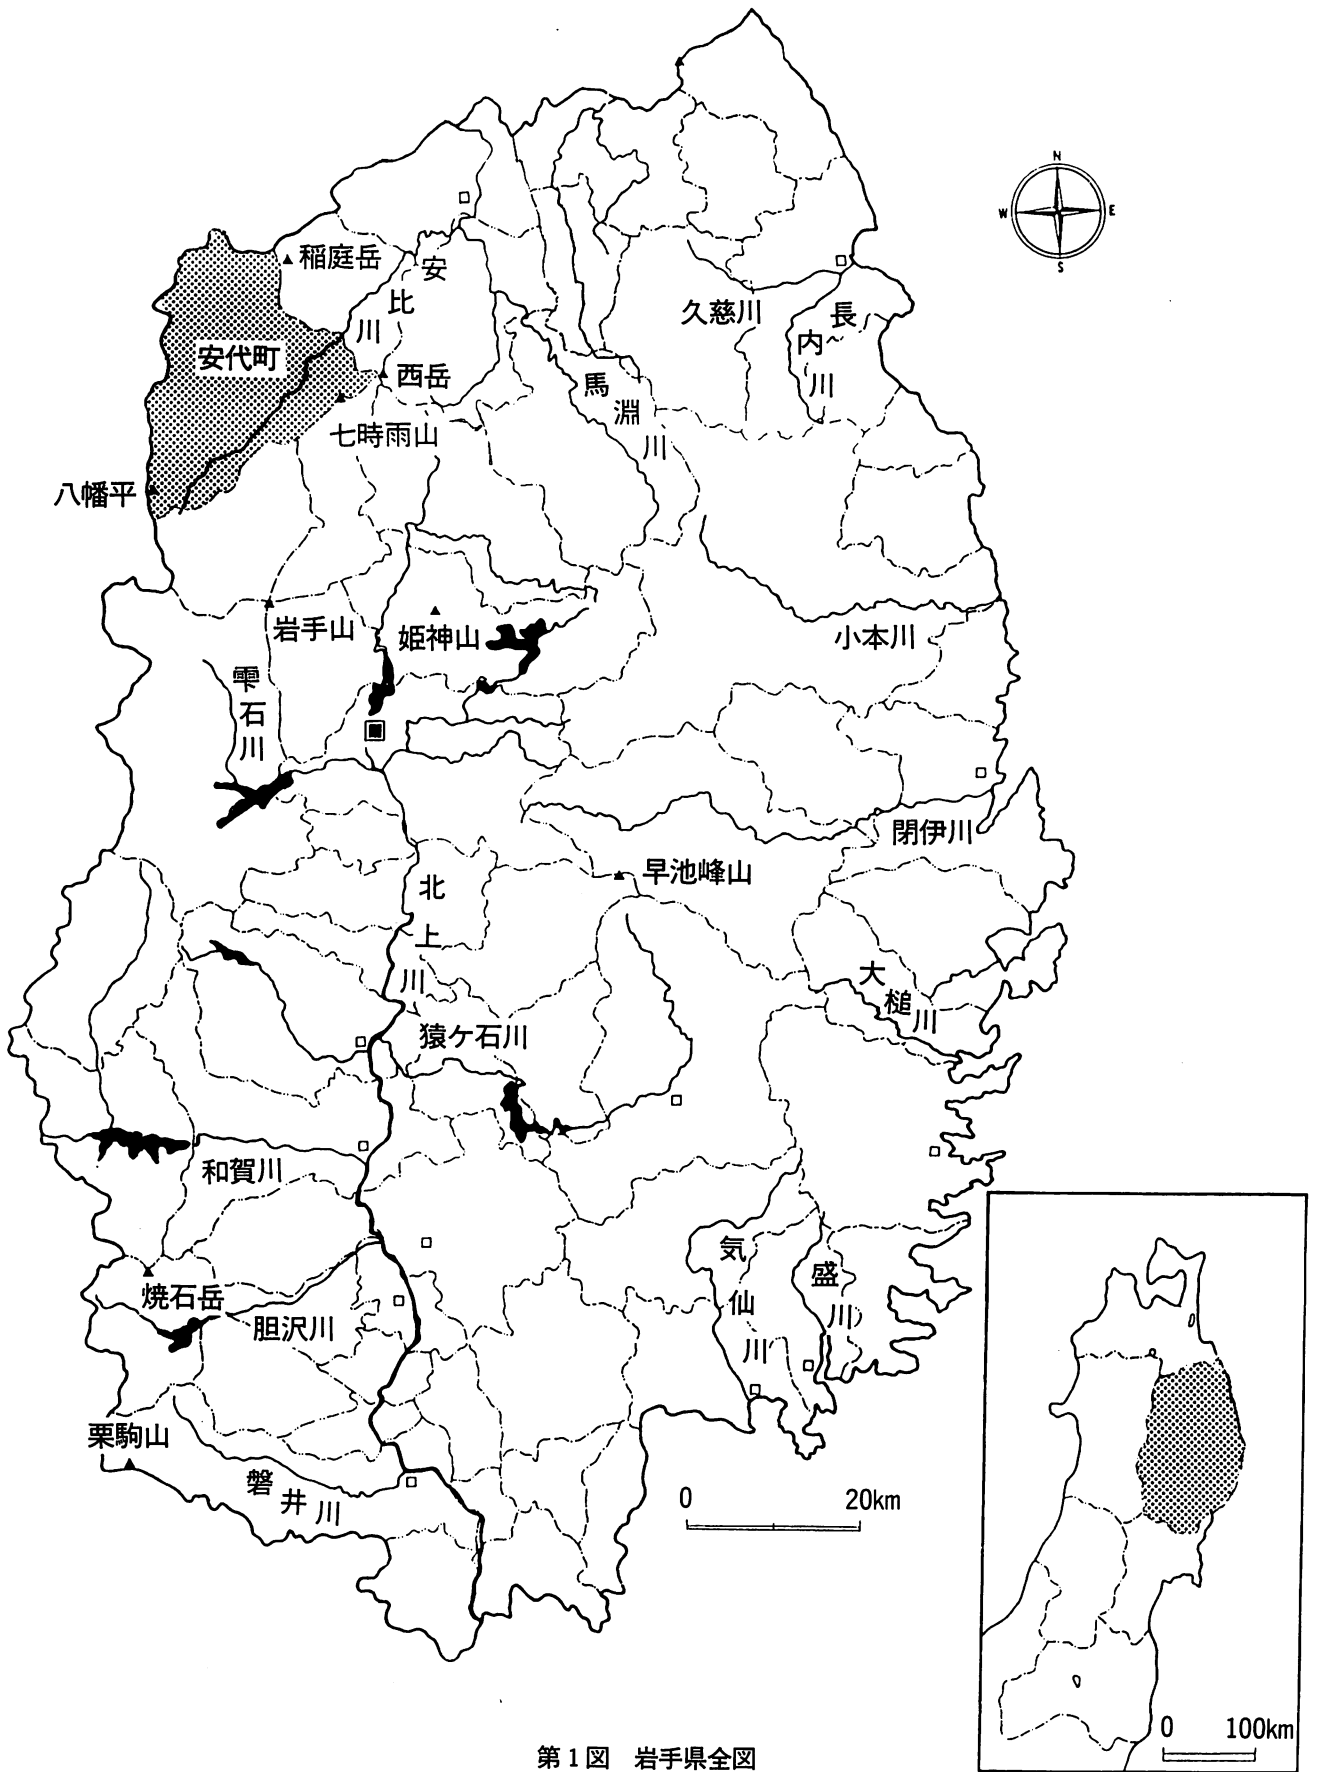 N
W
E
S
稲庭岳
安比川
久慈川
長内川
安代町
西岳
馬淵川
七時雨山
八幡平
岩手山
姫神山
小本川
雫石川
閉伊川
早池峰山
北上川
大槌川
猿ケ石川
和賀川
気仙川
盛川
焼石岳
胆沢川
栗駒山
磐井川
0 20km
0 100km
第1図 岩手県全図